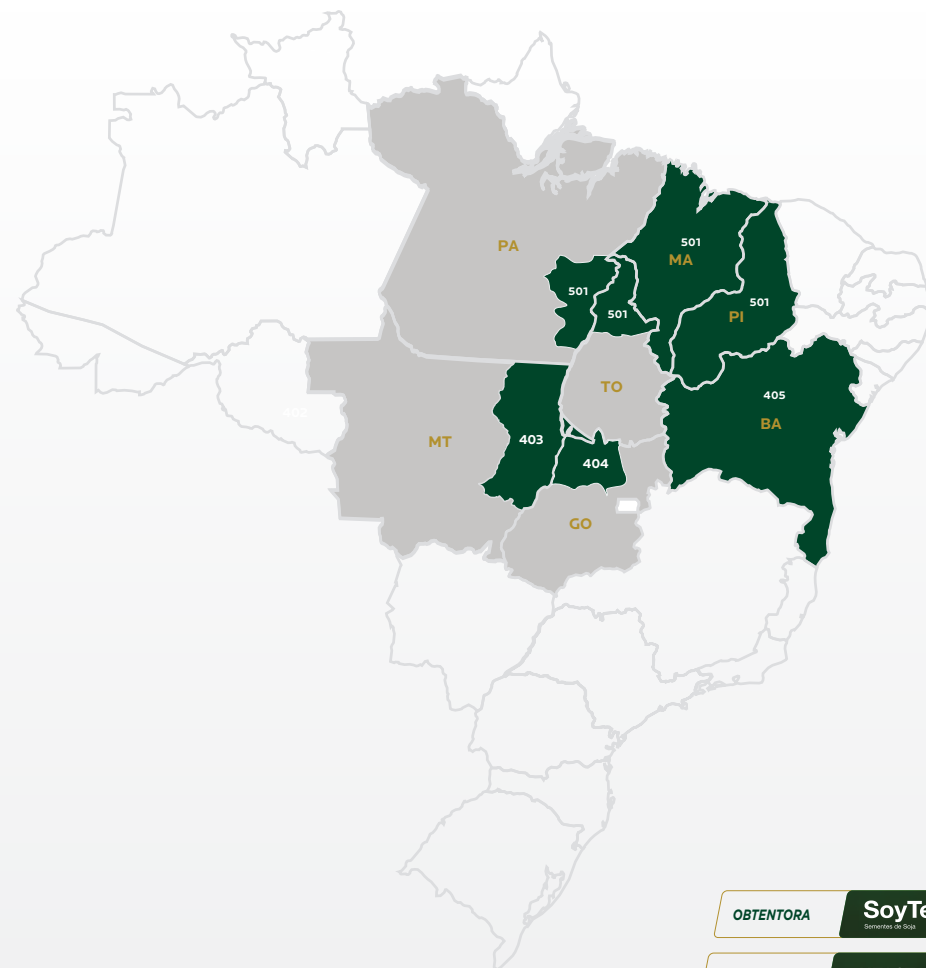 501
MA
PA
501
501
501
PI
TO
405
BA
402
MT
403
404
GO
OBTENTORA
SoyTe
Sementes de Soja